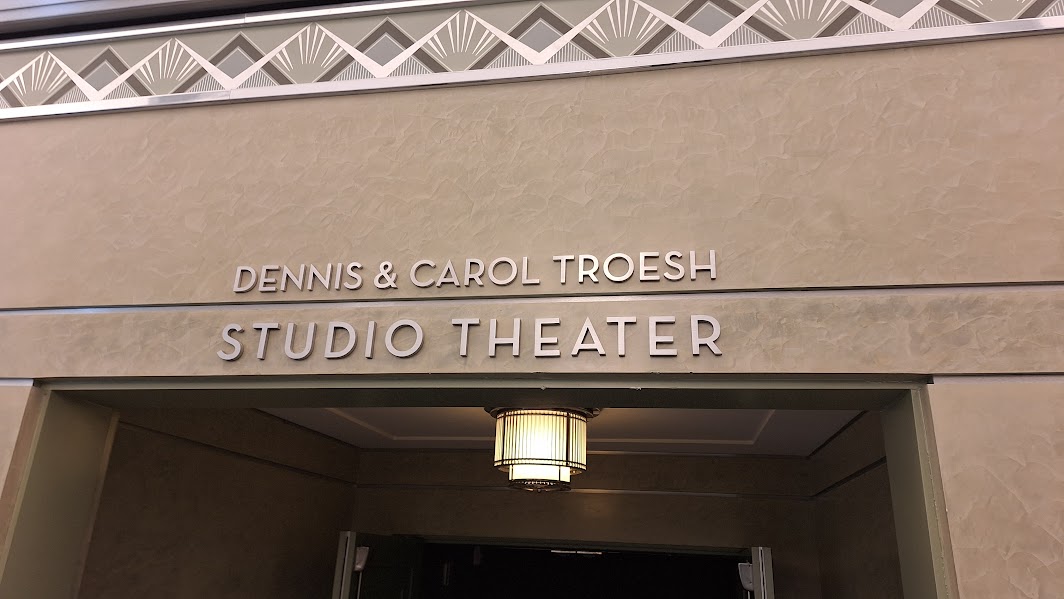 DENNIS & CAROL TROESH
STUDIO THEATER